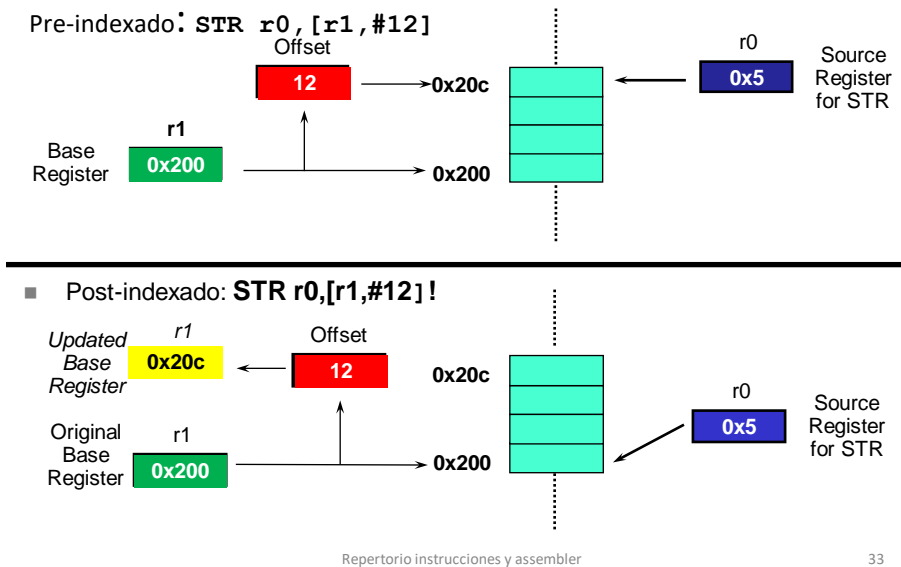 Pre-indexado: STR r0,[r1,#12]
Offset
12
0x20c
r0
0x5
Source
Register
for STR
r1
Base
Register
0x200
0x200
■ Post-indexado: STR r0,[r1,#12]!
Updated
Base
Register
r1
0x20c
Offset
12
0x20c
r0
0x5
Source
Register
for STR
Original
Base
Register
r1
0x200
0x200
Repertorio instrucciones y assembler
33